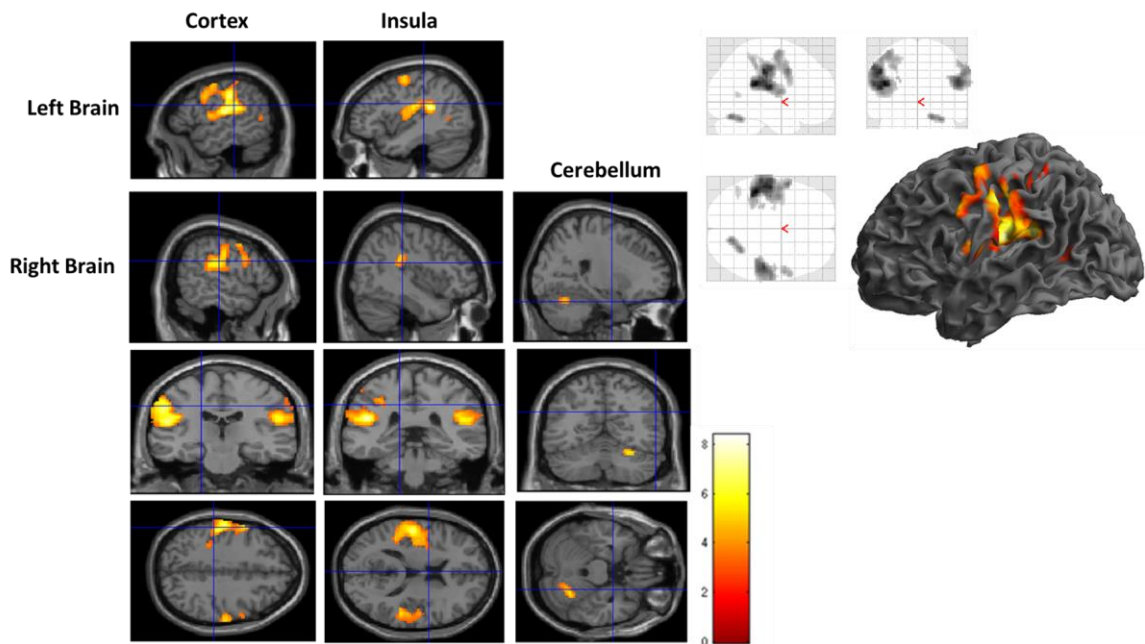 Cortex
Insula
Left Brain
Cerebellum
Right Brain
<
<
<
8
6
4
2
0